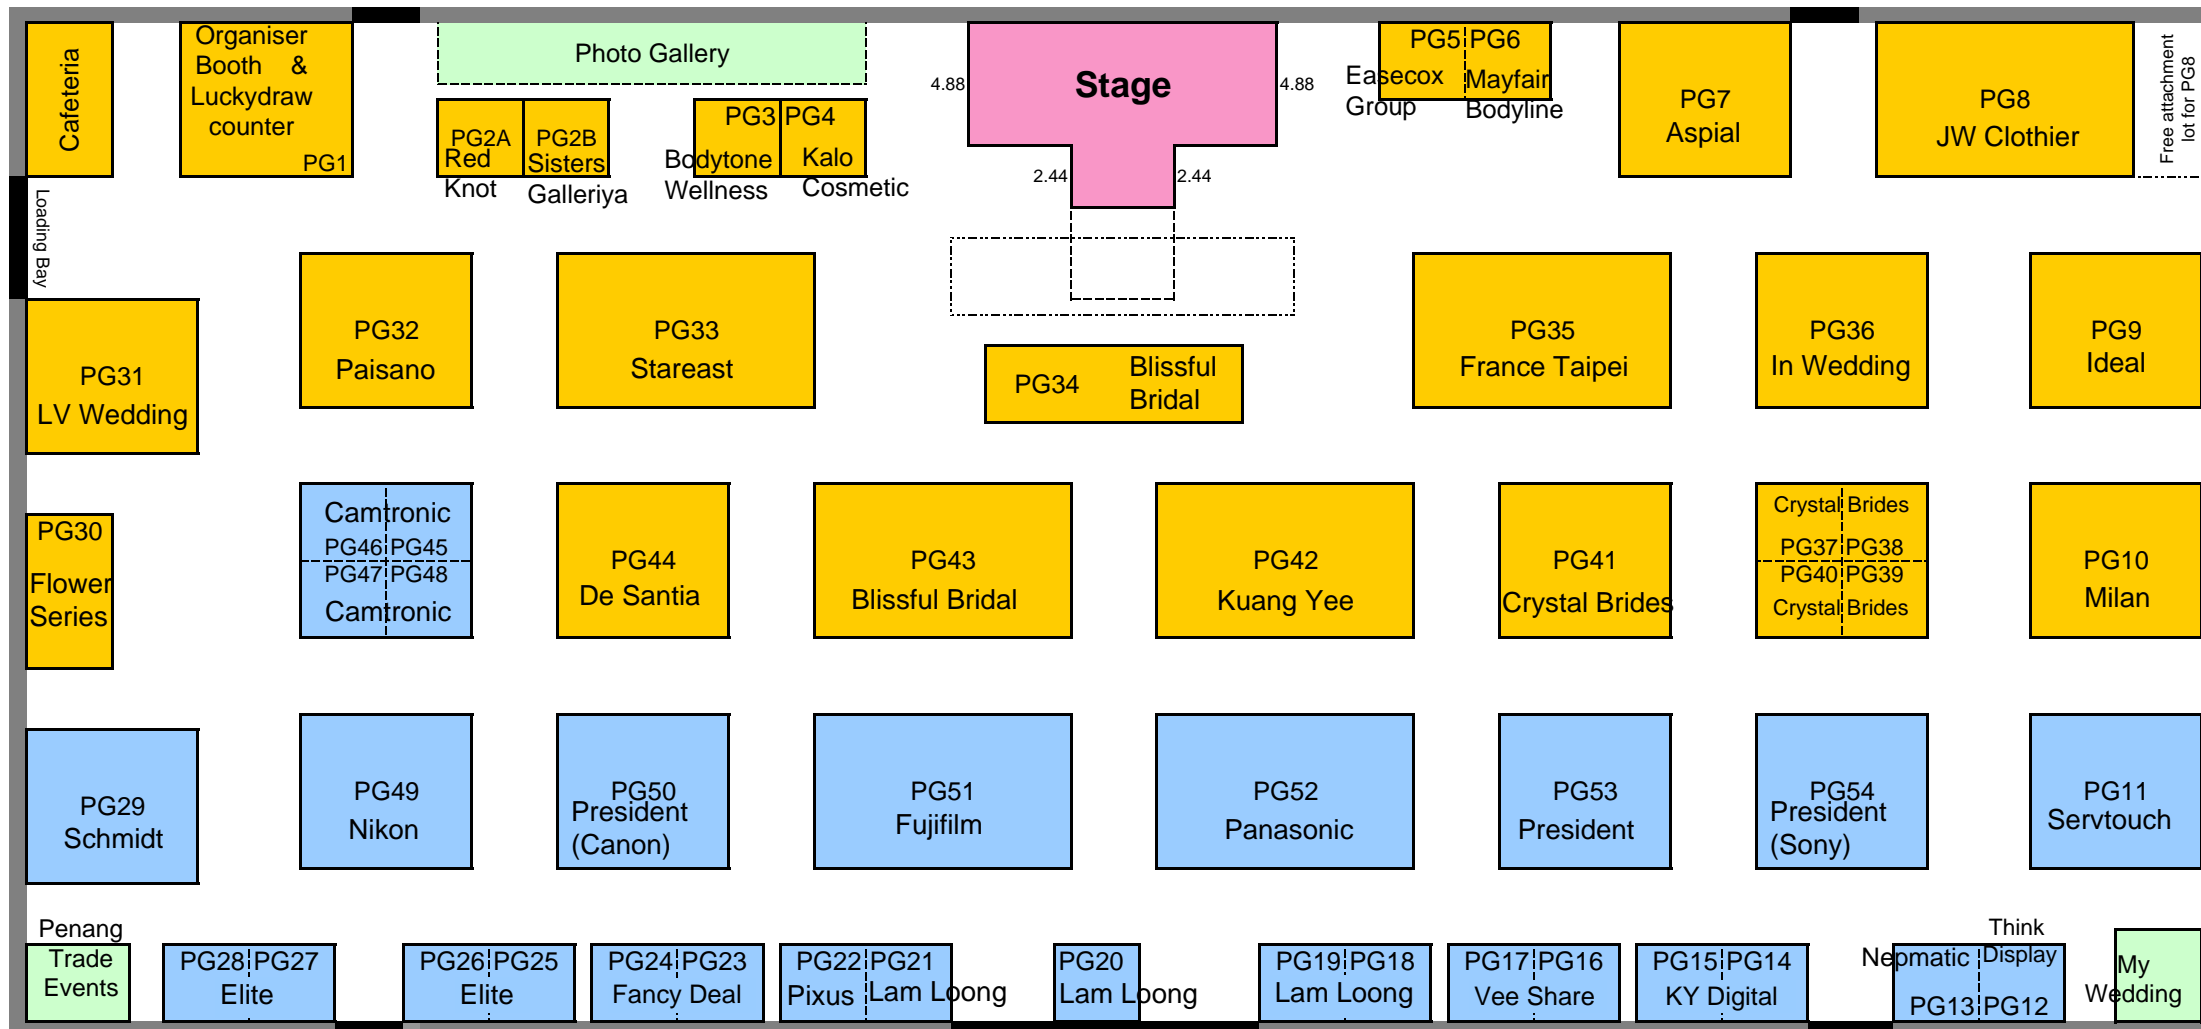 Cafeteria
Organiser
Booth &
Luckydraw
counter
PG1
Photo Gallery
PG2A
Red
Knot
PG2B
Sisters
Galleriya
PG3
Bodytone
Wellness
PG4
Kalo
Cosmetic
4.88
Stage
4.88
2.44
2.44
PG5
Easecox
Group
PG6
Mayfair
Bodyline
PG7
Aspial
PG8
JW Clothier
Free attachment
lot for PG8
Loading Bay
PG31
LV Wedding
PG32
Paisano
PG33
Stareast
PG34
Blissful
Bridal
PG35
France Taipei
PG36
In Wedding
PG9
Ideal
PG30
Flower
Series
Camtronic
PG46 PG45
PG47 PG48
Camtronic
PG44
De Santia
PG43
Blissful Bridal
PG42
Kuang Yee
PG41
Crystal Brides
Crystal Brides
PG37 PG38
PG40 PG39
Crystal Brides
PG10
Milan
PG29
Schmidt
PG49
Nikon
PG50
President
(Canon)
PG51
Fujifilm
PG52
Panasonic
PG53
President
PG54
President
(Sony)
PG11
Servtouch
Penang
Trade
Events
PG28 PG27
Elite
PG26 PG25
Elite
PG24 PG23
Fancy Deal
PG22 PG21
Pixus Lam Loong
PG20
Lam Loong
PG19 PG18
Lam Loong
PG17 PG16
Vee Share
PG15 PG14
KY Digital
Nepmatic
Think
Display
PG13 PG12
My
Wedding